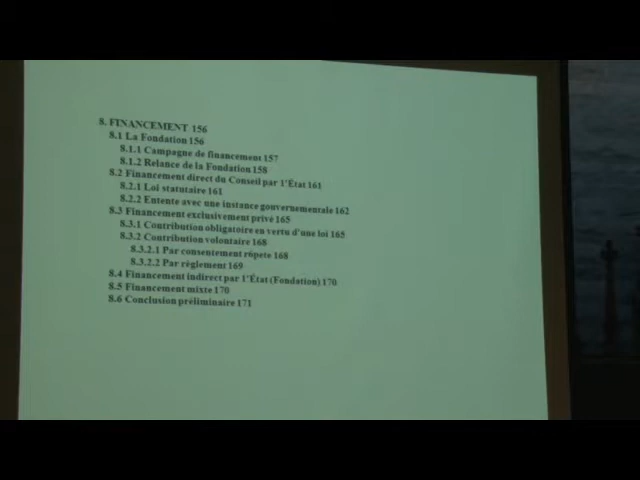 8. FINANCEMENT 156
8.1 La Fondation 156
8.1.1 Campagne de financement 157
8.1.2 Relance de la Fondation 158
8.2 Financement direct du Conseil par l'État 161
8.2.1 Loi statutaire 161
8.2.2 Entente avec une instance gouvernementale 162
8.3 Financement exclusivement privé 165
8.3.1 Contribution obligatoire en vertu d'une loi 165
8.3.2 Contribution volontaire 168
8.3.2.1 Par consentement répété 168
8.3.2.2 Par règlement 169
8.4 Financement indirect par l'État (Fondation) 170
8.5 Financement mixte 170
8.6 Conclusion préliminaire 171